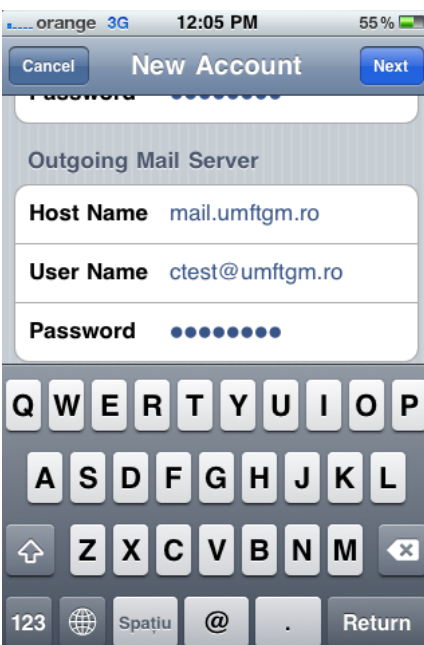 orange 3G 12:05 PM 55%
Cancel New Account Next
Password ●●●●●●●●
Outgoing Mail Server
Host Name mail.umftgm.ro
User Name ctest@umftgm.ro
Password ●●●●●●●●
Q W E R T Y U I O P
A S D F G H J K L
Z X C V B N M
123 Spațiu @ . Return